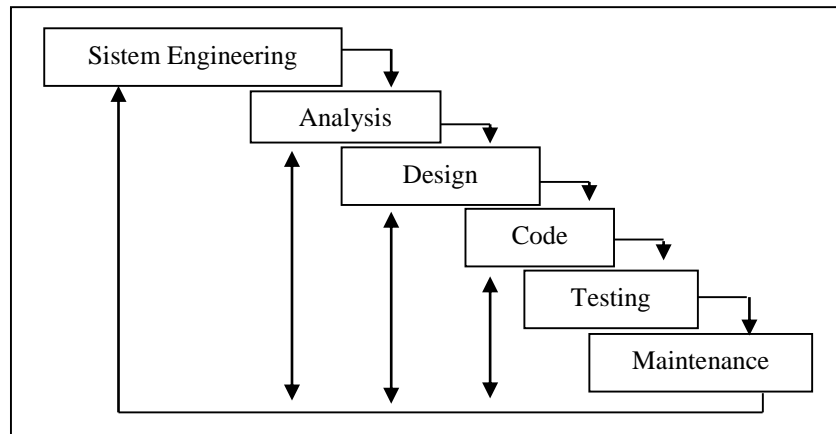 Sistem Engineering
Analysis
Design
Code
Testing
Maintenance